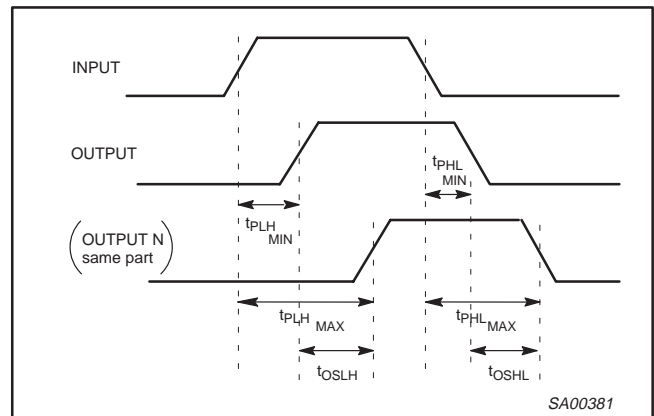 INPUT
OUTPUT
tPHL
MIN
tPLH
MIN
(OUTPUT N
same part)
tPLH
MAX
tPHL
MAX
tOSLH
tOSHL
SA00381